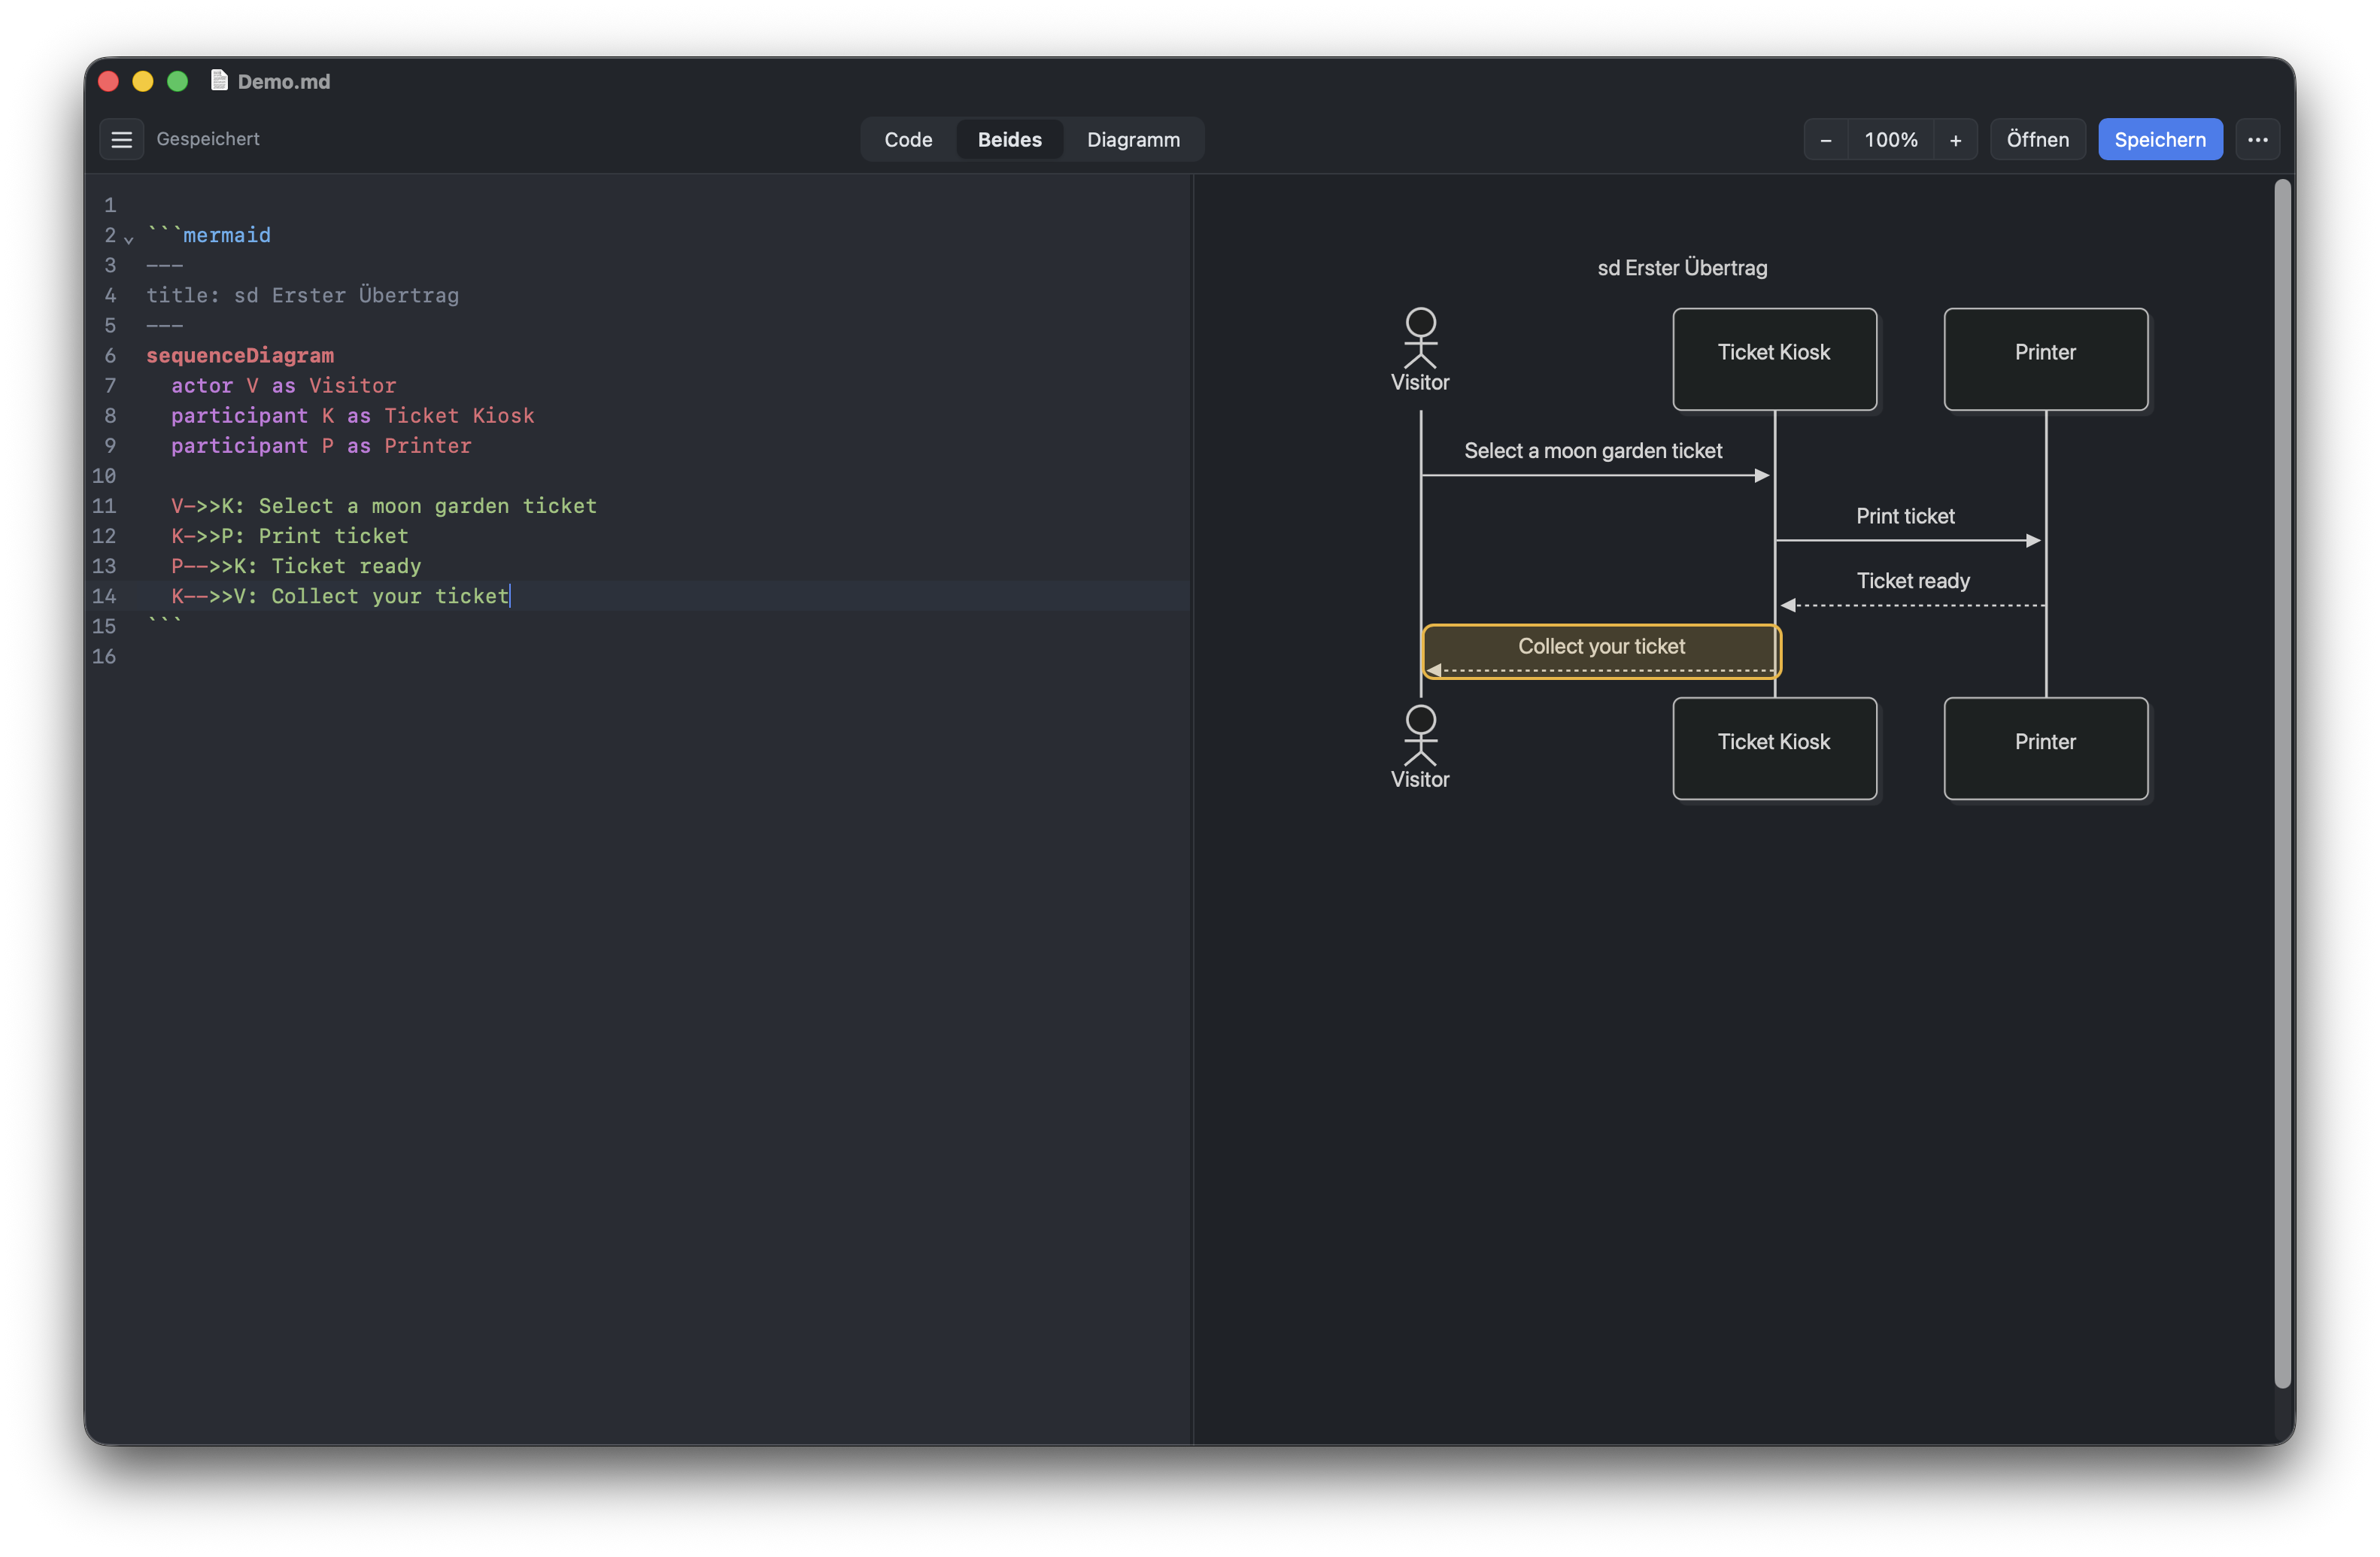 Demo.md
Gespeichert
Code Beides Diagramm
– 100% +
Öffnen
Speichern
1
2 ```mermaid
3 ---
4 title: sd Erster Übertrag
5 ---
6 sequenceDiagram
7 actor V as Visitor
8 participant K as Ticket Kiosk
9 participant P as Printer
10
11 V->>K: Select a moon garden ticket
12 K->>P: Print ticket
13 P-->>K: Ticket ready
14 K-->>V: Collect your ticket
15 ```
16
sd Erster Übertrag
Visitor
Ticket Kiosk
Printer
Select a moon garden ticket
Print ticket
Ticket ready
Collect your ticket
Visitor
Ticket Kiosk
Printer